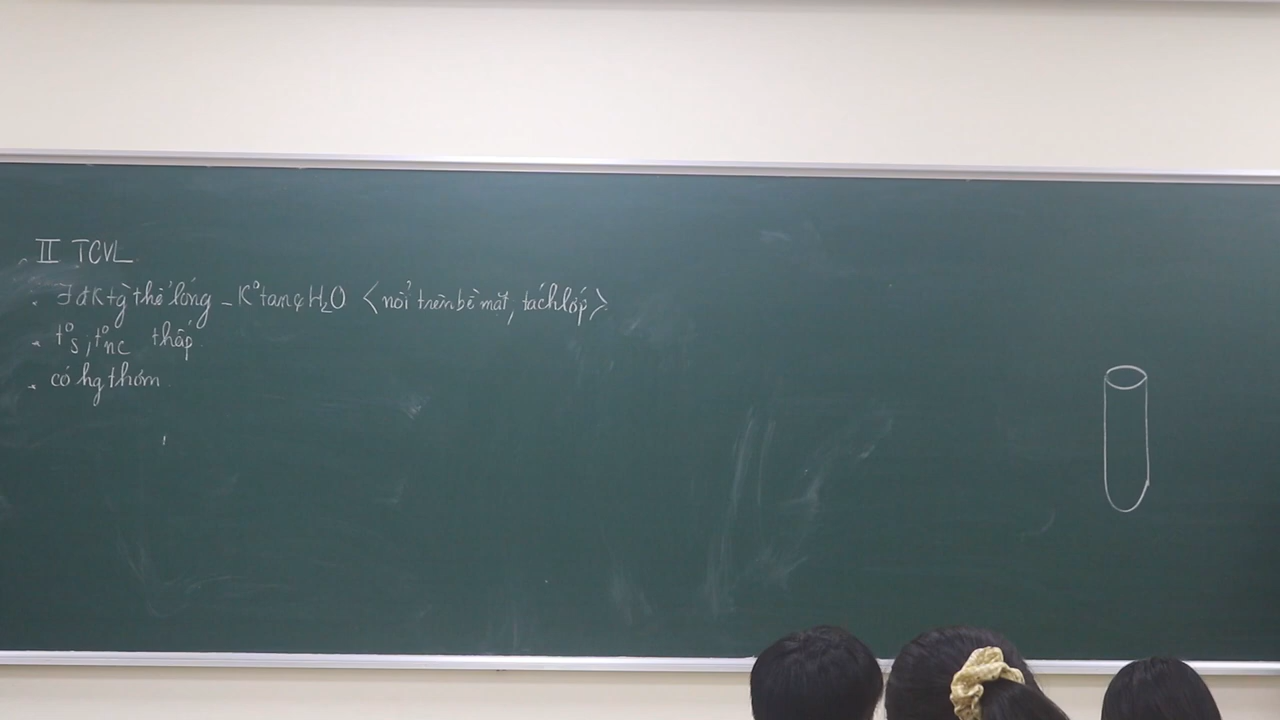 II TCVL
. ở đk tg thể lỏng - K° tan ç H2O <nổi trên bề mặt, tách lớp>
. t°s; t°nc thấp.
. có hg thơm.